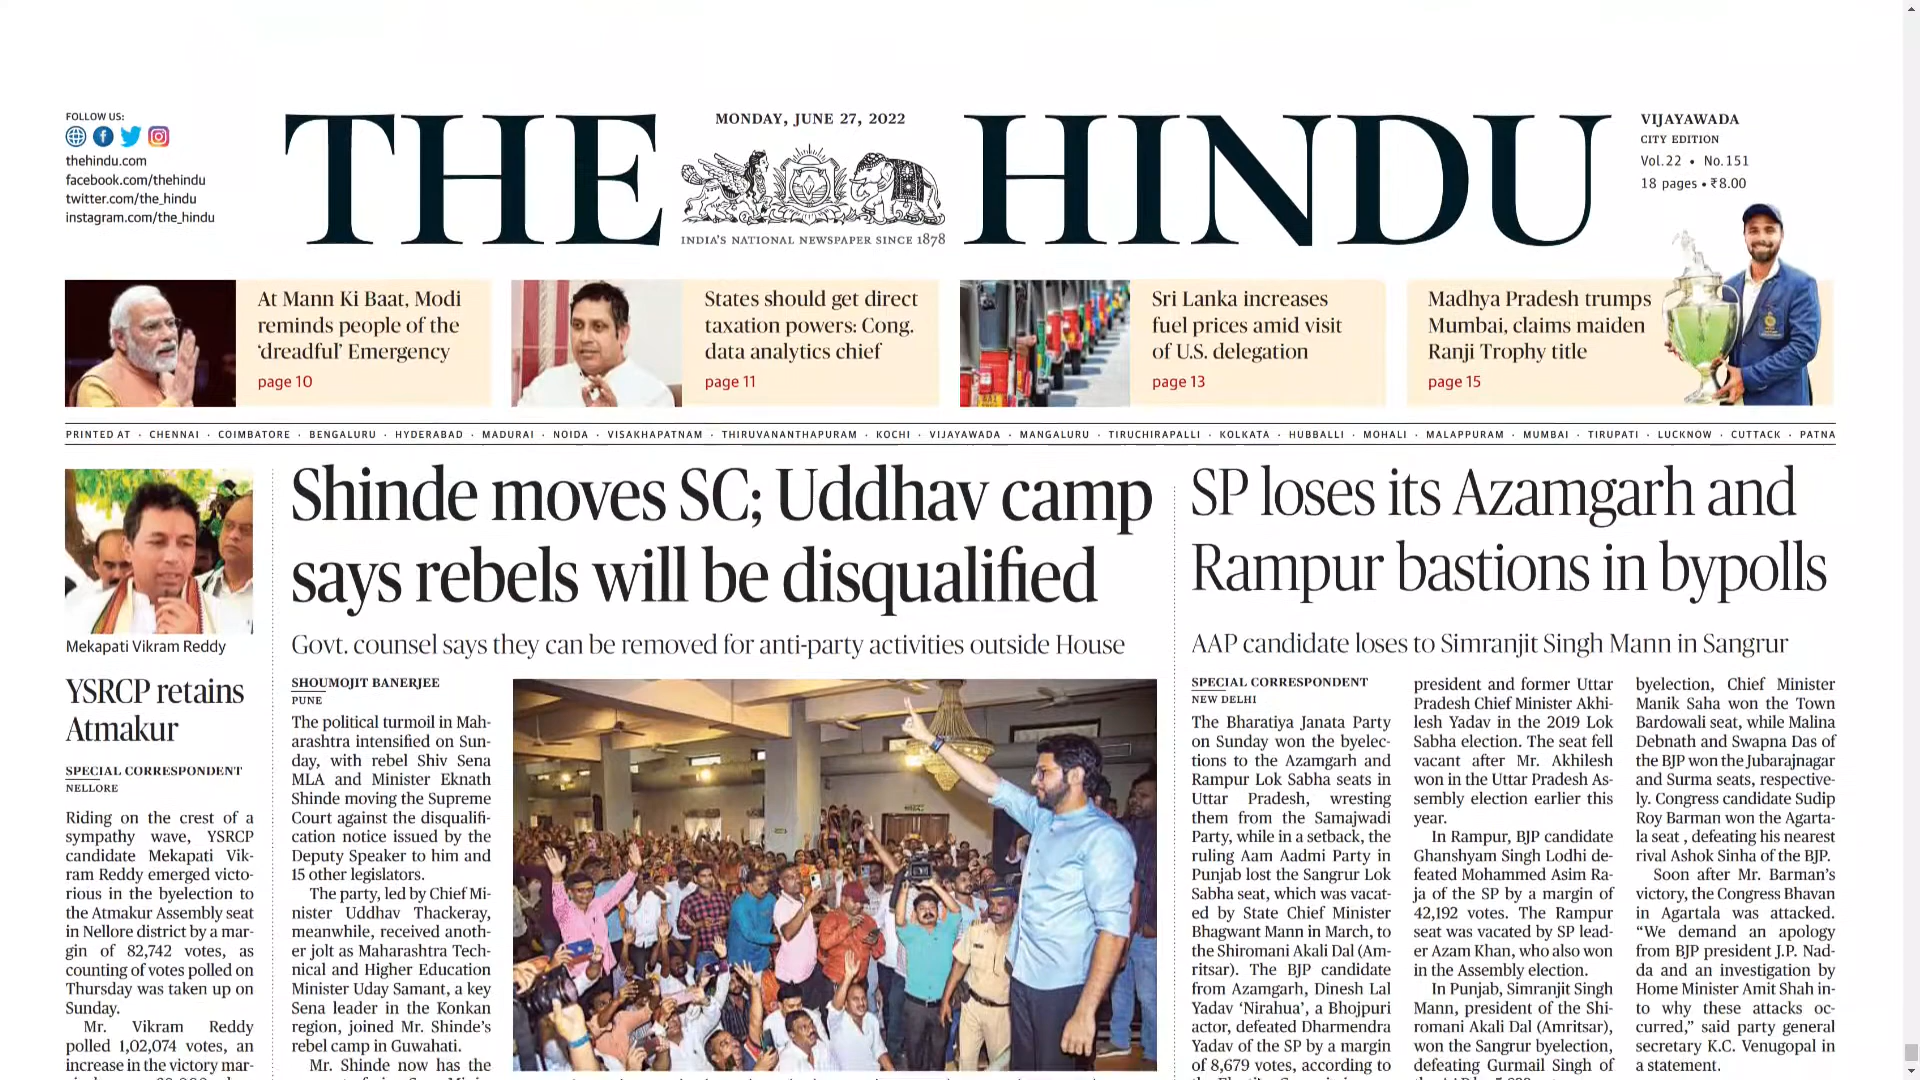 FOLLOW US:
thehindu.com
facebook.com/thehindu
twitter.com/the_hindu
instagram.com/the_hindu
THE HINDU
MONDAY, JUNE 27, 2022
INDIA'S NATIONAL NEWSPAPER SINCE 1878
VIJAYAWADA
CITY EDITION
Vol.22 • No.151
18 pages • ₹8.00
At Mann Ki Baat, Modi
reminds people of the
‘dreadful’ Emergency
page 10
States should get direct
taxation powers: Cong.
data analytics chief
page 11
Sri Lanka increases
fuel prices amid visit
of U.S. delegation
page 13
Madhya Pradesh trumps
Mumbai, claims maiden
Ranji Trophy title
page 15
PRINTED AT · CHENNAI · COIMBATORE · BENGALURU · HYDERABAD · MADURAI · NOIDA · VISAKHAPATNAM · THIRUVANANTHAPURAM · KOCHI · VIJAYAWADA · MANGALURU · TIRUCHIRAPALLI · KOLKATA · HUBBALLI · MOHALI · MALAPPURAM · MUMBAI · TIRUPATI · LUCKNOW · CUTTACK · PATNA
Mekapati Vikram Reddy
YSRCP retains
Atmakur
SPECIAL CORRESPONDENT
NELLORE
Riding on the crest of a
sympathy wave, YSRCP
candidate Mekapati Vik-
ram Reddy emerged victo-
rious in the byelection to
the Atmakur Assembly seat
in Nellore district by a mar-
gin of 82,742 votes, as
counting of votes polled on
Thursday was taken up on
Sunday.
Mr. Vikram Reddy
polled 1,02,074 votes, an
increase in the victory mar-
Shinde moves SC; Uddhav camp
says rebels will be disqualified
Govt. counsel says they can be removed for anti-party activities outside House
SHOUMOJIT BANERJEE
PUNE
The political turmoil in Mah-
arashtra intensified on Sun-
day, with rebel Shiv Sena
MLA and Minister Eknath
Shinde moving the Supreme
Court against the disqualifi-
cation notice issued by the
Deputy Speaker to him and
15 other legislators.
The party, led by Chief Mi-
nister Uddhav Thackeray,
meanwhile, received anoth-
er jolt as Maharashtra Tech-
nical and Higher Education
Minister Uday Samant, a key
Sena leader in the Konkan
region, joined Mr. Shinde’s
rebel camp in Guwahati.
Mr. Shinde now has the
SP loses its Azamgarh and
Rampur bastions in bypolls
AAP candidate loses to Simranjit Singh Mann in Sangrur
SPECIAL CORRESPONDENT
NEW DELHI
The Bharatiya Janata Party
on Sunday won the byelec-
tions to the Azamgarh and
Rampur Lok Sabha seats in
Uttar Pradesh, wresting
them from the Samajwadi
Party, while in a setback, the
ruling Aam Aadmi Party in
Punjab lost the Sangrur Lok
Sabha seat, which was vacat-
ed by State Chief Minister
Bhagwant Mann in March, to
the Shiromani Akali Dal (Am-
ritsar). The BJP candidate
from Azamgarh, Dinesh Lal
Yadav ‘Nirahua’, a Bhojpuri
actor, defeated Dharmendra
Yadav of the SP by a margin
of 8,679 votes, according to
president and former Uttar
Pradesh Chief Minister Akhi-
lesh Yadav in the 2019 Lok
Sabha election. The seat fell
vacant after Mr. Akhilesh
won in the Uttar Pradesh As-
sembly election earlier this
year.
In Rampur, BJP candidate
Ghanshyam Singh Lodhi de-
feated Mohammed Asim Ra-
ja of the SP by a margin of
42,192 votes. The Rampur
seat was vacated by SP lead-
er Azam Khan, who also won
in the Assembly election.
In Punjab, Simranjit Singh
Mann, president of the Shi-
romani Akali Dal (Amritsar),
won the Sangrur byelection,
defeating Gurmail Singh of
byelection, Chief Minister
Manik Saha won the Town
Bardowali seat, while Malina
Debnath and Swapna Das of
the BJP won the Jubarajnagar
and Surma seats, respective-
ly. Congress candidate Sudip
Roy Barman won the Agarta-
la seat , defeating his nearest
rival Ashok Sinha of the BJP.
Soon after Mr. Barman’s
victory, the Congress Bhavan
in Agartala was attacked.
“We demand an apology
from BJP president J.P. Nad-
da and an investigation by
Home Minister Amit Shah in-
to why these attacks oc-
curred,” said party general
secretary K.C. Venugopal in
a statement.